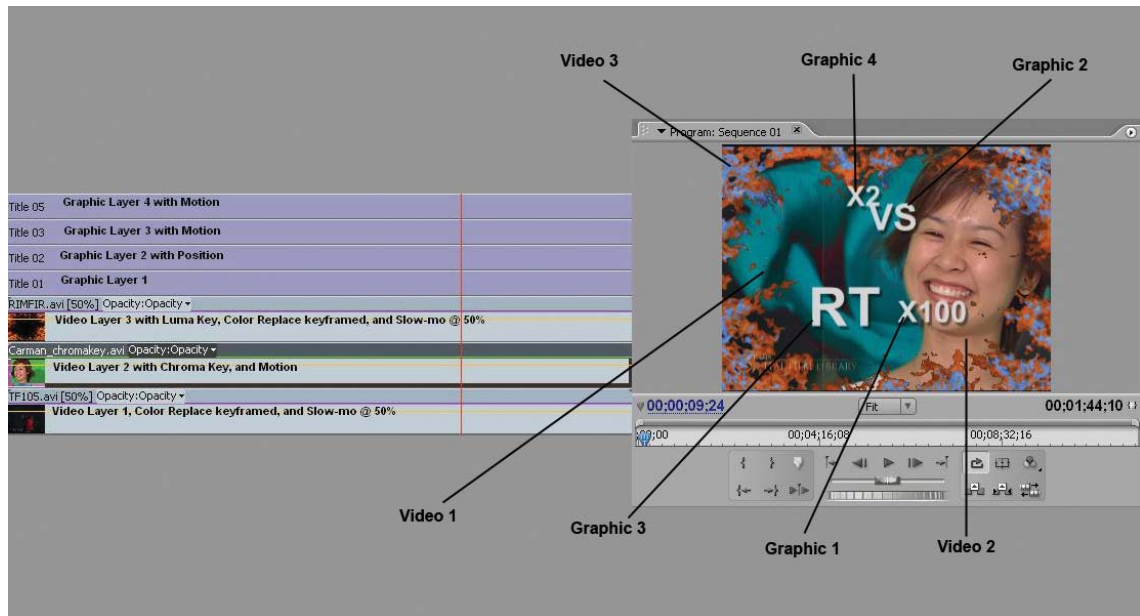 Video 3
Graphic 4
Graphic 2
Program: Sequence 01
Title 05 Graphic Layer 4 with Motion
Title 03 Graphic Layer 3 with Motion
Title 02 Graphic Layer 2 with Position
Title 01 Graphic Layer 1
RIMFIR.avi [50%] Opacity:Opacity
Video Layer 3 with Luma Key, Color Replace keyframed, and Slow-mo @ 50%
Carman_chromakey.avi Opacity:Opacity
Video Layer 2 with Chroma Key, and Motion
TF105.avi [50%] Opacity:Opacity
Video Layer 1, Color Replace keyframed, and Slow-mo @ 50%
X2
VS
RT X100
FILM LIBRARY
00;00;09;24
Fit
00;01;44;10
00;04;16;08
00;08;32;16
Video 1
Graphic 3
Graphic 1
Video 2